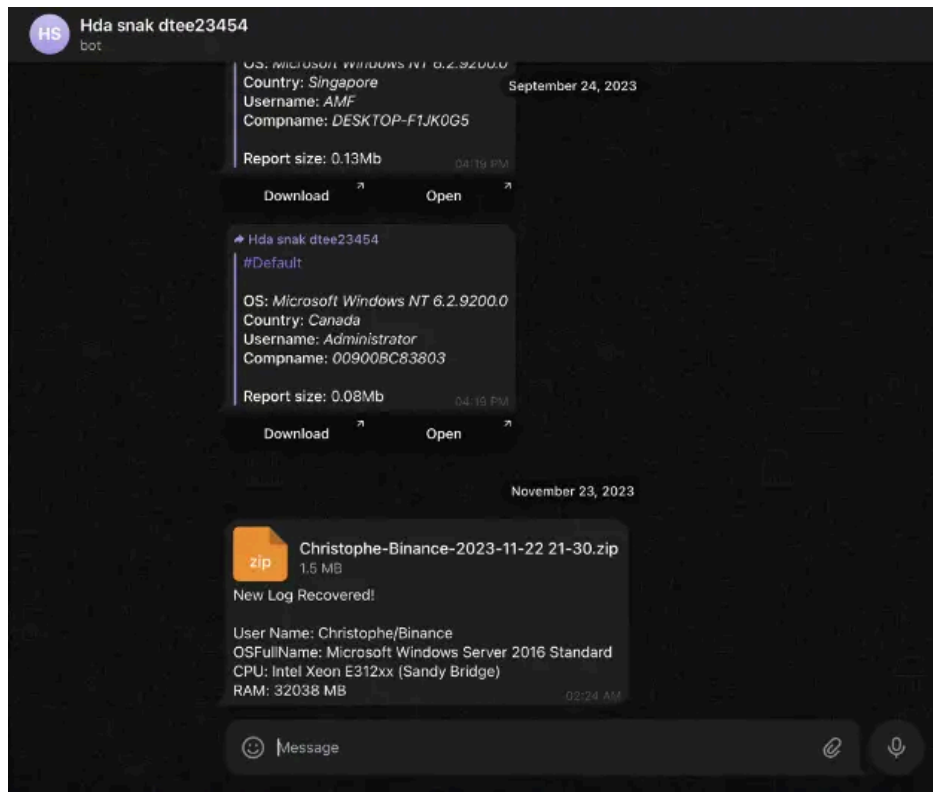 HS
Hda snak dtee23454
bot
OS: Microsoft Windows NT 6.2.9200.0
Country: Singapore
September 24, 2023
Username: AMF
Compname: DESKTOP-F1JK0G5
Report size: 0.13Mb
04:19 PM
Download
Open
Hda snak dtee23454
#Default
OS: Microsoft Windows NT 6.2.9200.0
Country: Canada
Username: Administrator
Compname: 00900BC83803
Report size: 0.08Mb
04:19 PM
Download
Open
November 23, 2023
zip
Christophe-Binance-2023-11-22 21-30.zip
1.5 MB
New Log Recovered!
User Name: Christophe/Binance
OSFullName: Microsoft Windows Server 2016 Standard
CPU: Intel Xeon E312xx (Sandy Bridge)
RAM: 32038 MB
02:24 AM
Message